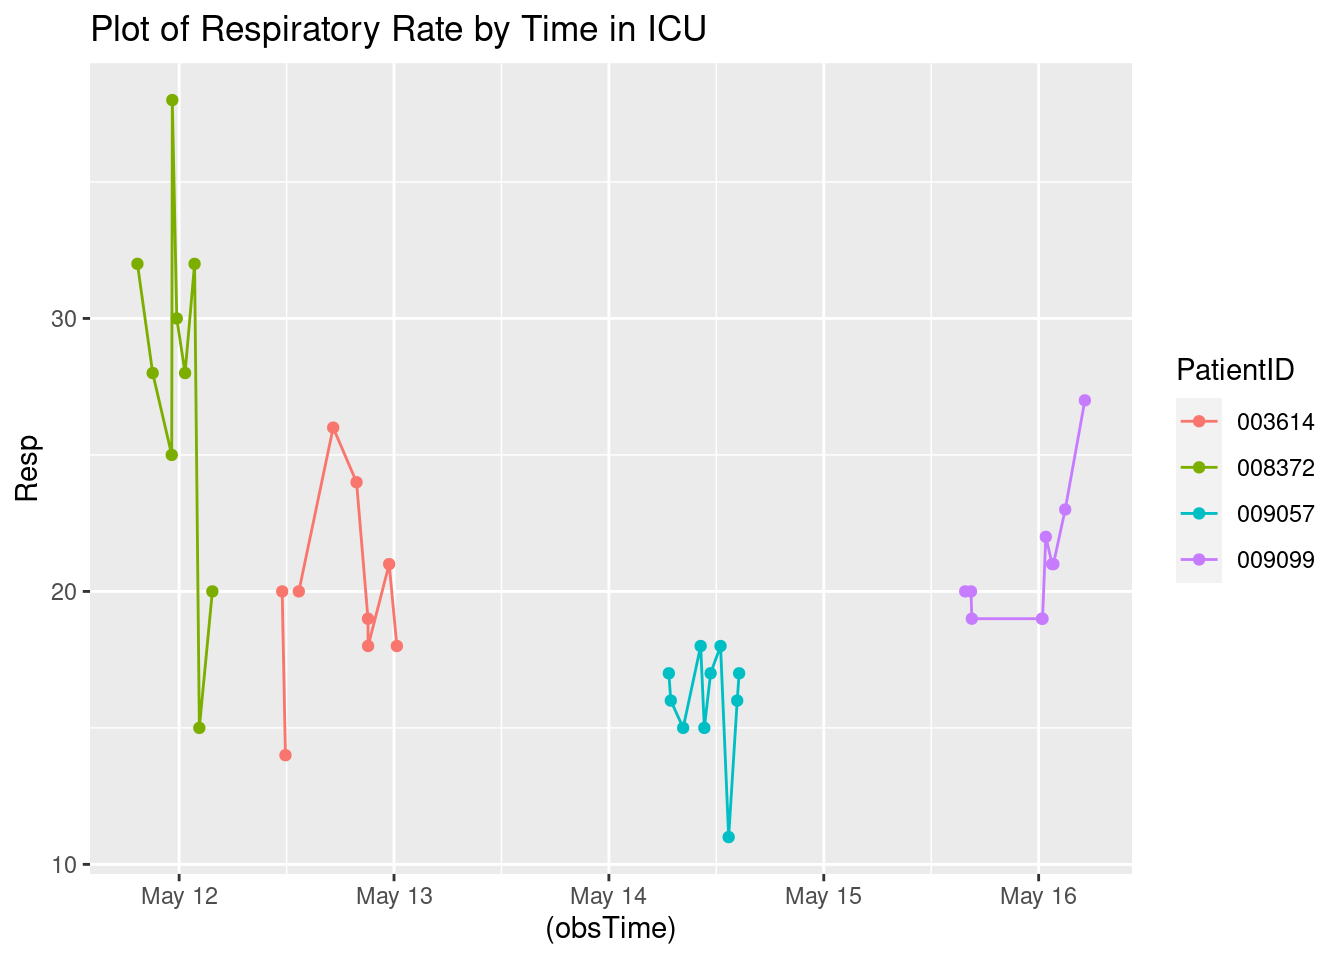 Plot of Respiratory Rate by Time in ICU
Resp
30
20
10
May 12
May 13
May 14
May 15
May 16
(obsTime)
PatientID
003614
008372
009057
009099